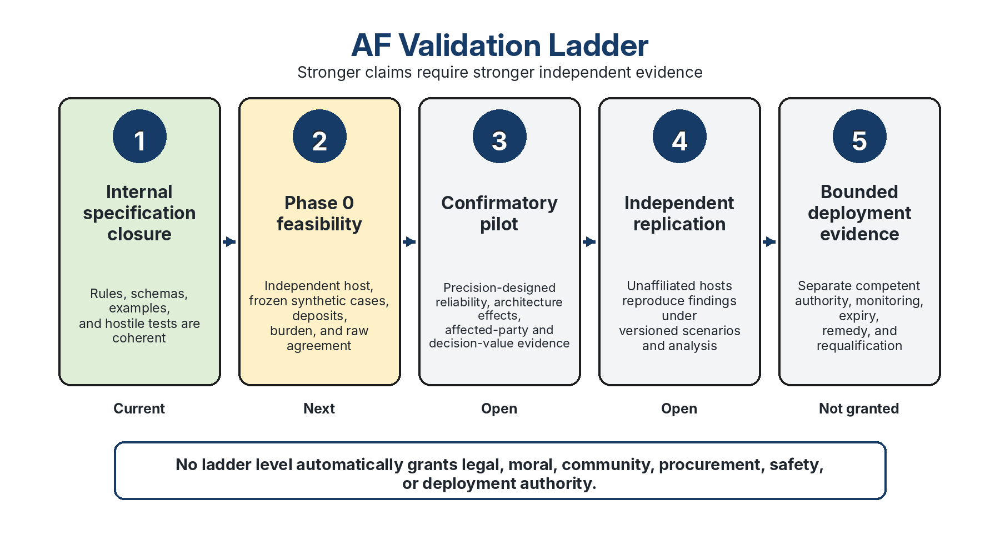 AF Validation Ladder
Stronger claims require stronger independent evidence
1
Internal
specification
closure
Rules, schemas,
examples,
and hostile tests are
coherent
Current
2
Phase 0
feasibility
Independent host,
frozen synthetic cases,
deposits,
burden, and raw
agreement
Next
3
Confirmatory
pilot
Precision-designed
reliability, architecture
effects,
affected-party and
decision-value evidence
Open
4
Independent
replication
Unaffiliated hosts
reproduce findings
under
versioned scenarios
and analysis
Open
5
Bounded
deployment
evidence
Separate competent
authority, monitoring,
expiry,
remedy, and
requalification
Not granted
No ladder level automatically grants legal, moral, community, procurement, safety,
or deployment authority.